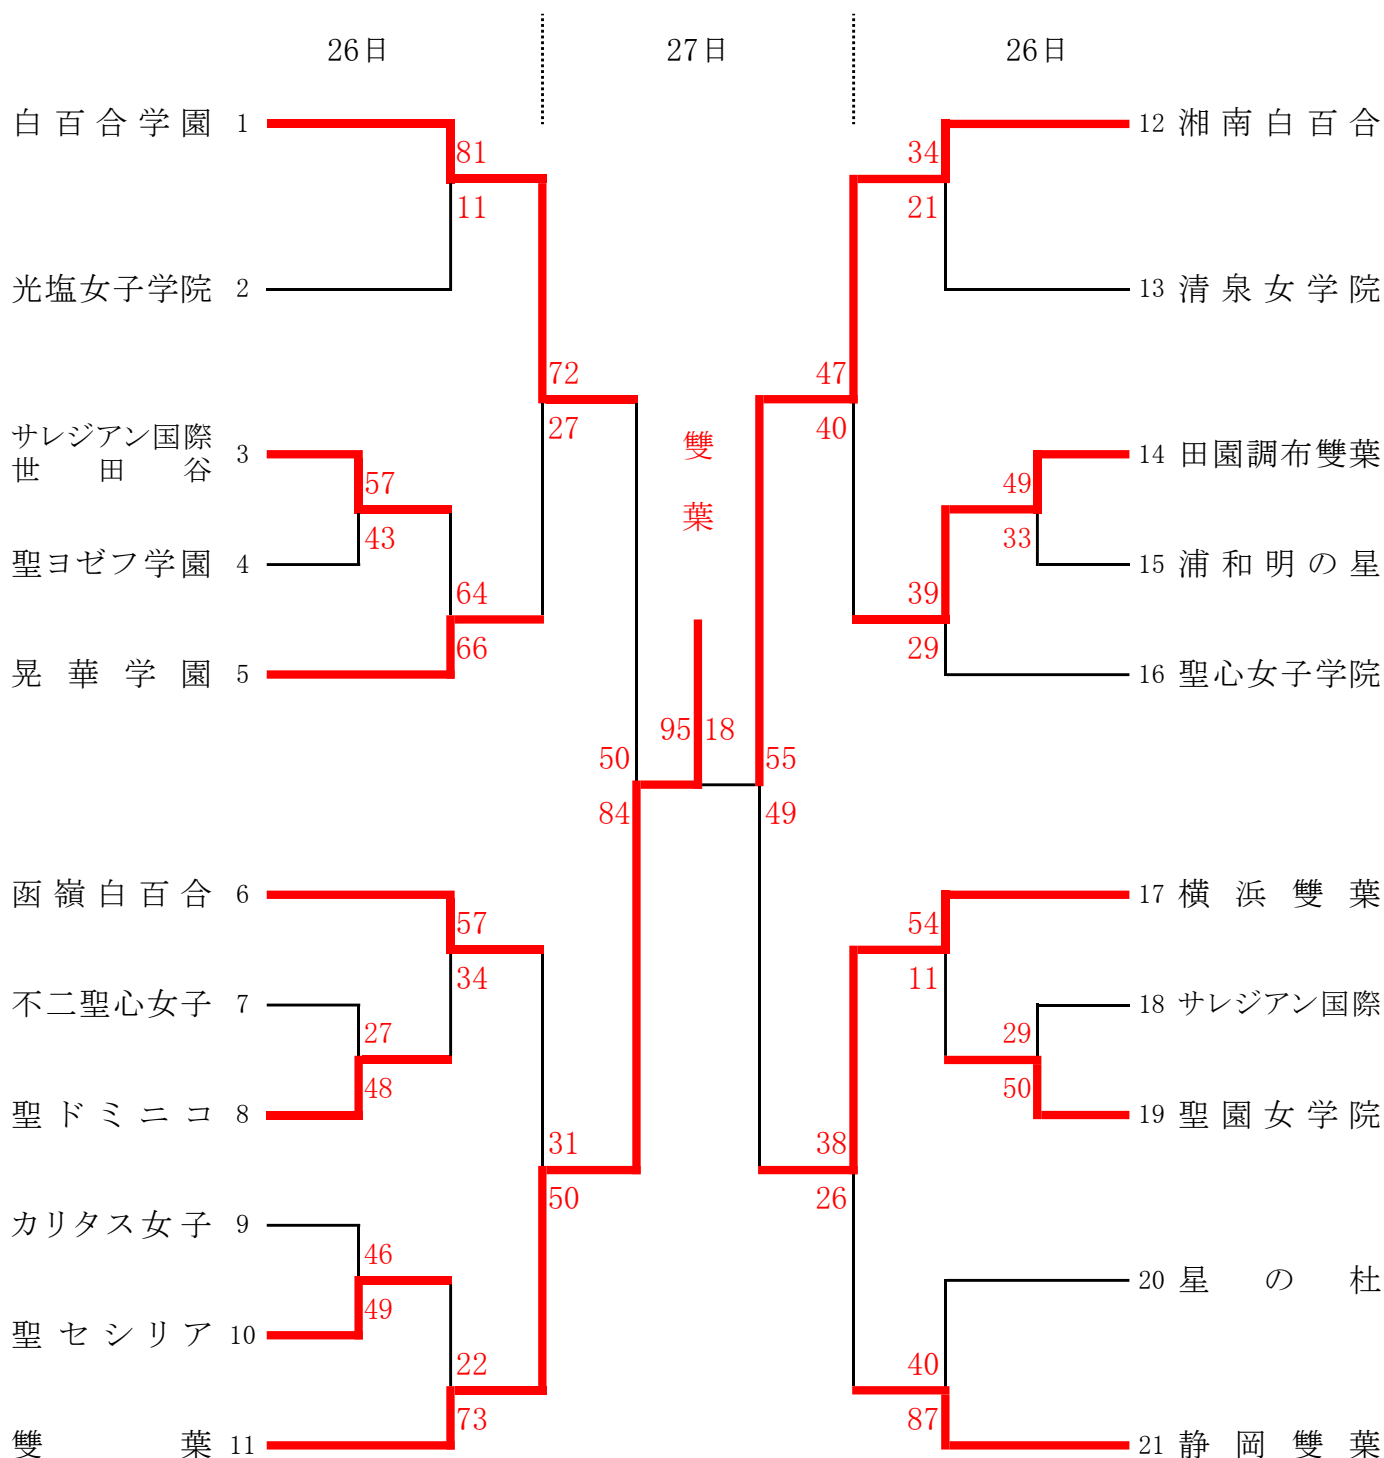 26日 27日 26日
白百合学園 1
81
11
光塩女子学院 2
72
27
サレジアン国際
世田谷 3
57
43
聖ヨゼフ学園 4
64
66
晃華学園 5
50
84
函嶺白百合 6
57
34
不二聖心女子 7
27
48
聖ドミニコ 8
31
50
カリタス女子 9
46
49
聖セシリア 10
22
73
雙葉 11
雙
葉
95 18
12 湘南白百合
34
21
13 清泉女学院
47
40
14 田園調布雙葉
49
33
15 浦和明の星
39
29
16 聖心女子学院
55
49
17 横浜雙葉
54
11
18 サレジアン国際
29
50
19 聖園女学院
38
26
20 星の杜
40
87
21 静岡雙葉